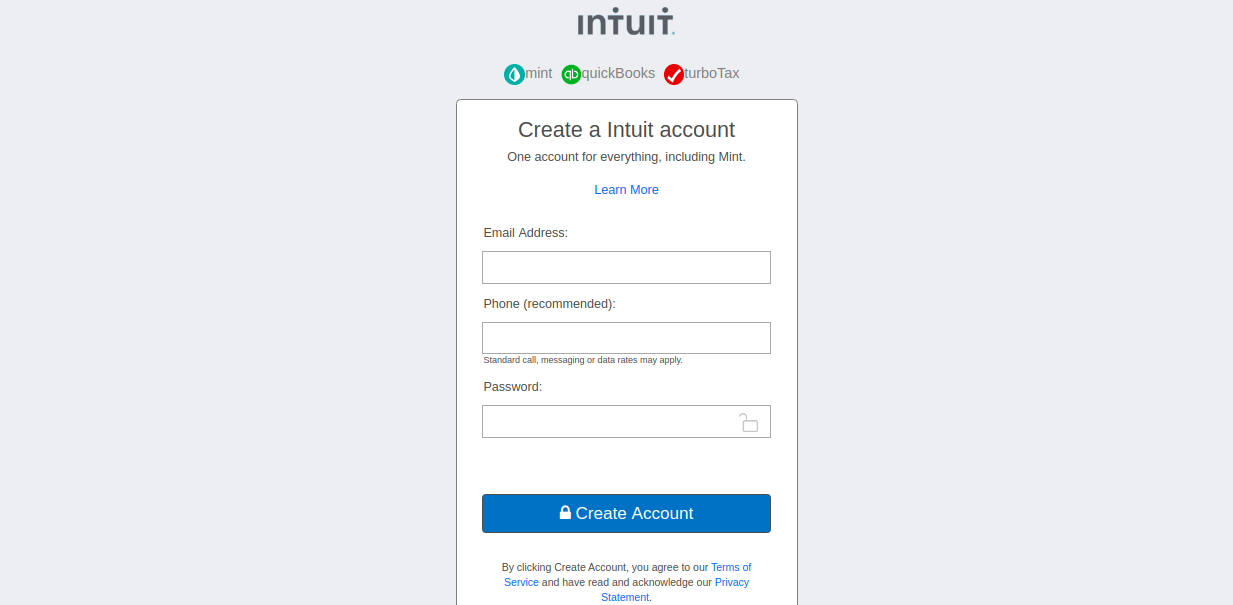 intuit.
mint quickBooks turboTax
Create a Intuit account
One account for everything, including Mint.
Learn More
Email Address:
Phone (recommended):
Standard call, messaging or data rates may apply.
Password:
Create Account
By clicking Create Account, you agree to our Terms of
Service and have read and acknowledge our Privacy
Statement.